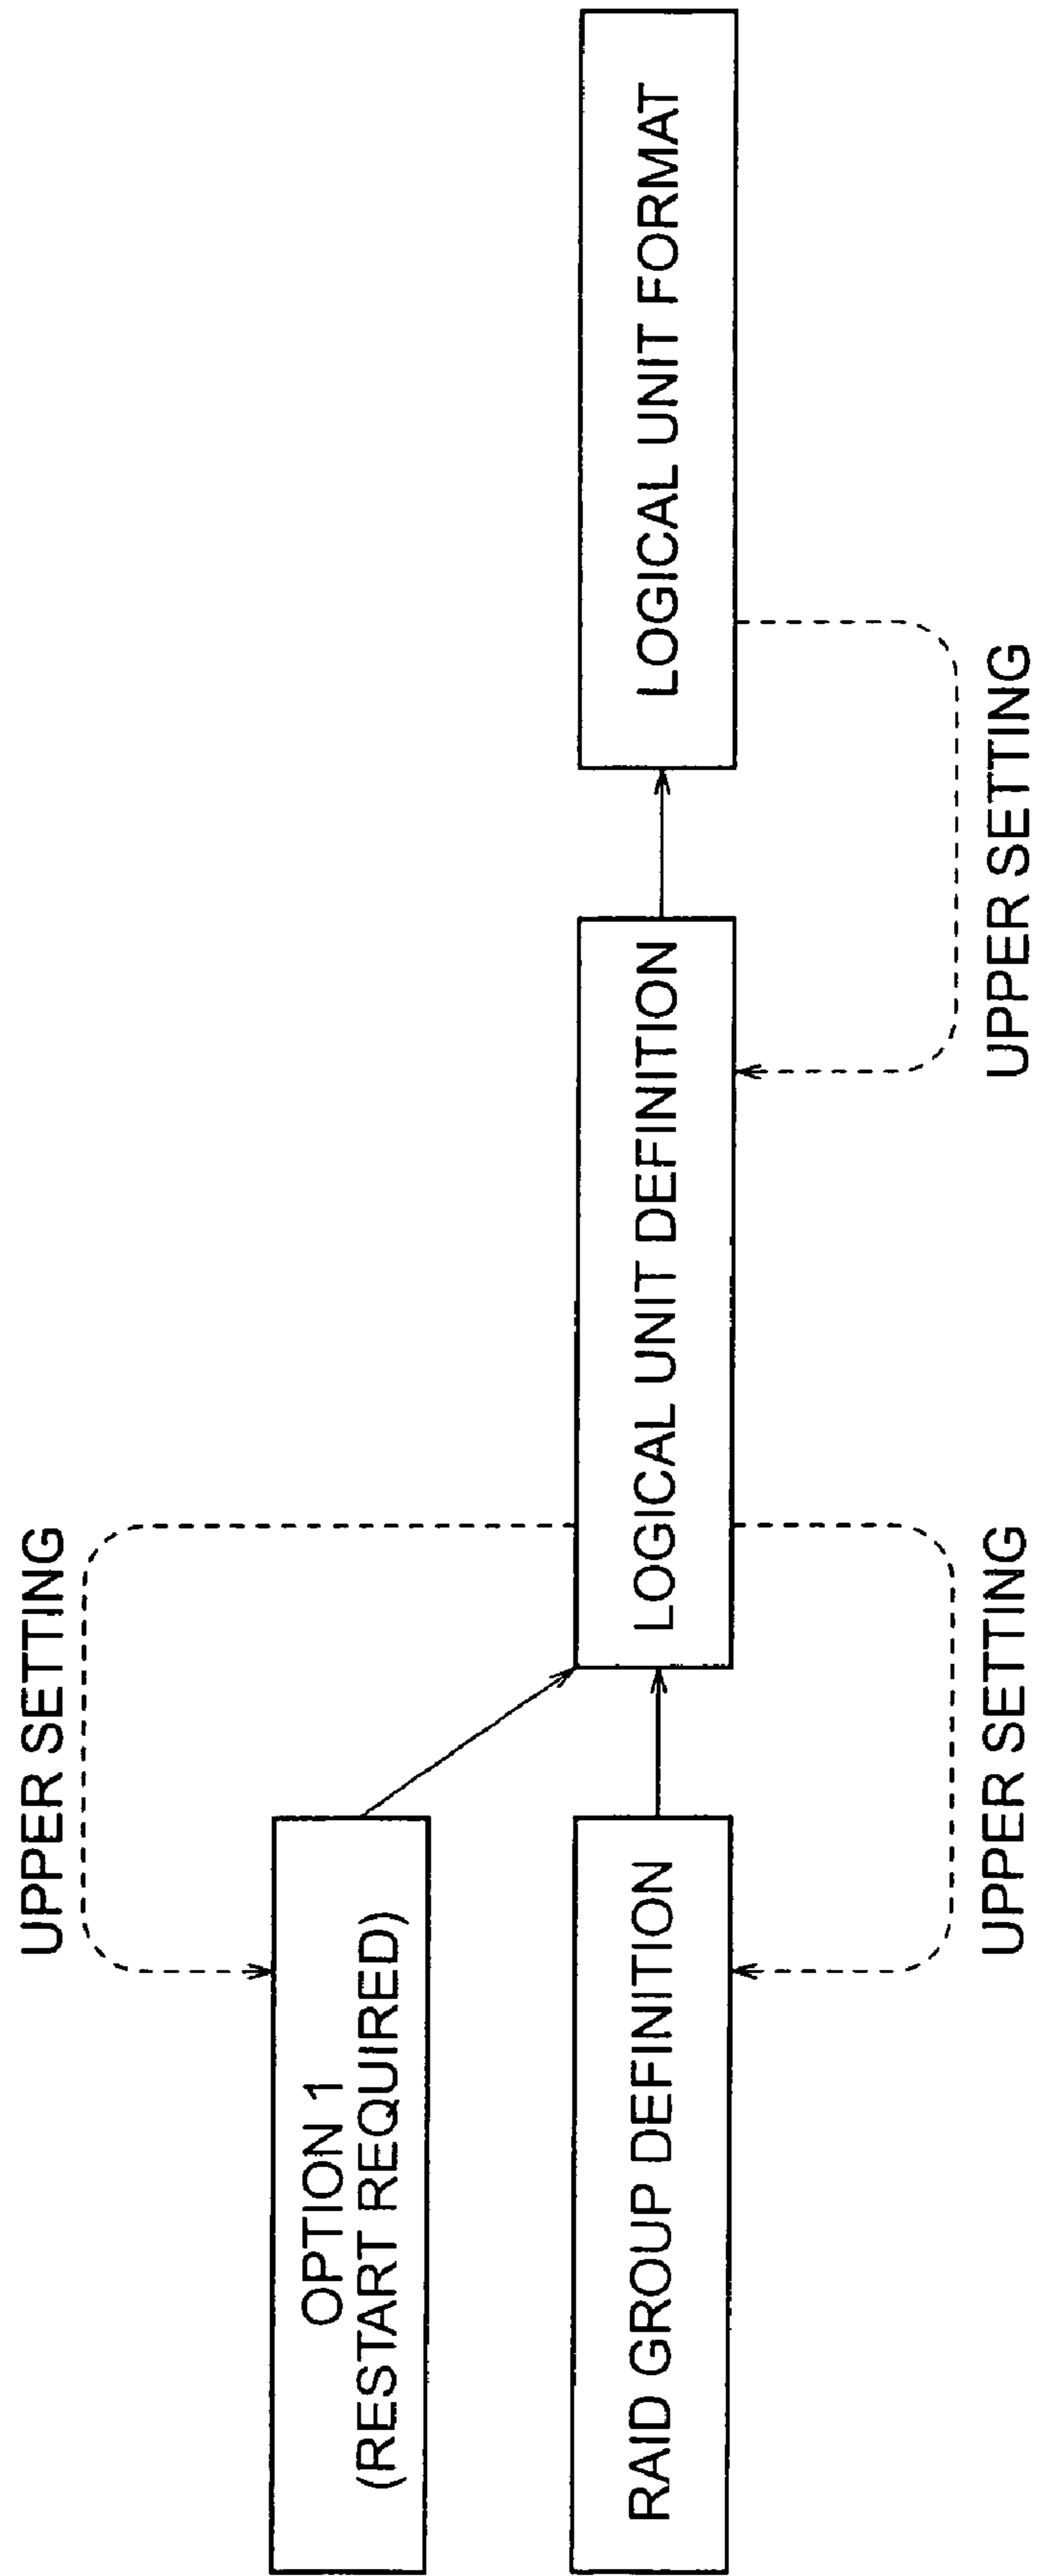 UPPER SETTING
OPTION 1
(RESTART REQUIRED)
RAID GROUP DEFINITION
LOGICAL UNIT DEFINITION
LOGICAL UNIT FORMAT
UPPER SETTING
UPPER SETTING